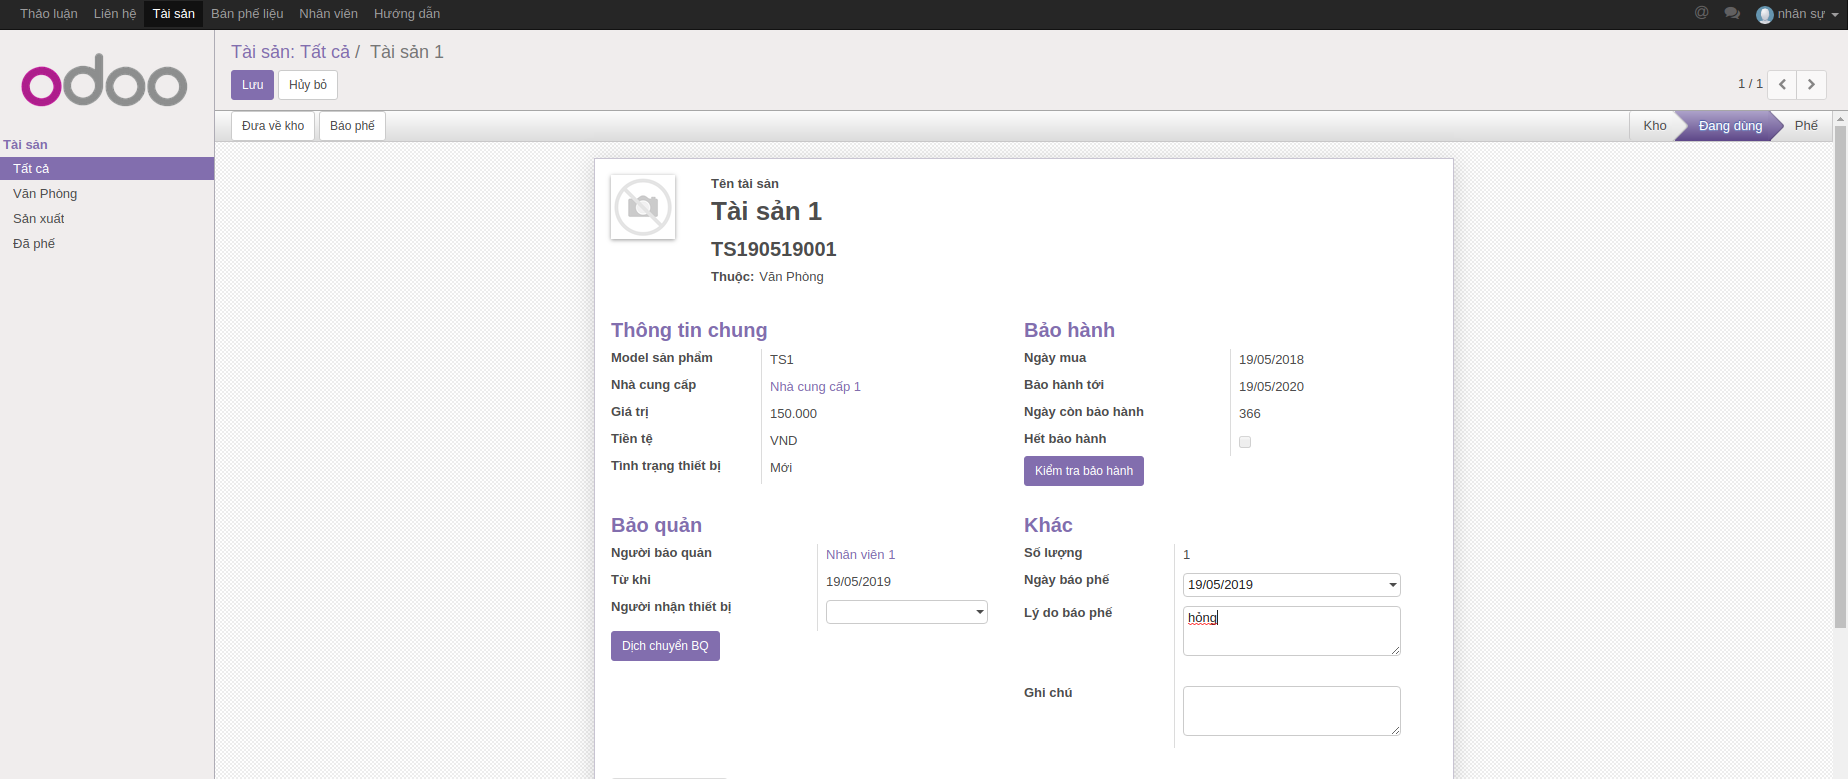 Thảo luận Liên hệ Tài sản Bán phế liệu Nhân viên Hướng dẫn @ nhân sự
odoo
Tài sản: Tất cả / Tài sản 1
Lưu Hủy bỏ 1 / 1
Đưa về kho Báo phế Kho Đang dùng Phế
Tài sản
Tất cả
Văn Phòng
Sản xuất
Đã phế
Tên tài sản
Tài sản 1
TS190519001
Thuộc: Văn Phòng
Thông tin chung
Model sản phẩm TS1
Nhà cung cấp Nhà cung cấp 1
Giá trị 150.000
Tiền tệ VND
Tình trạng thiết bị Mới
Bảo hành
Ngày mua 19/05/2018
Bảo hành tới 19/05/2020
Ngày còn bảo hành 366
Hết bảo hành
Kiểm tra bảo hành
Bảo quản
Người bảo quản Nhân viên 1
Từ khi 19/05/2019
Người nhận thiết bị
Dịch chuyển BQ
Khác
Số lượng 1
Ngày báo phế 19/05/2019
Lý do báo phế hỏng
Ghi chú